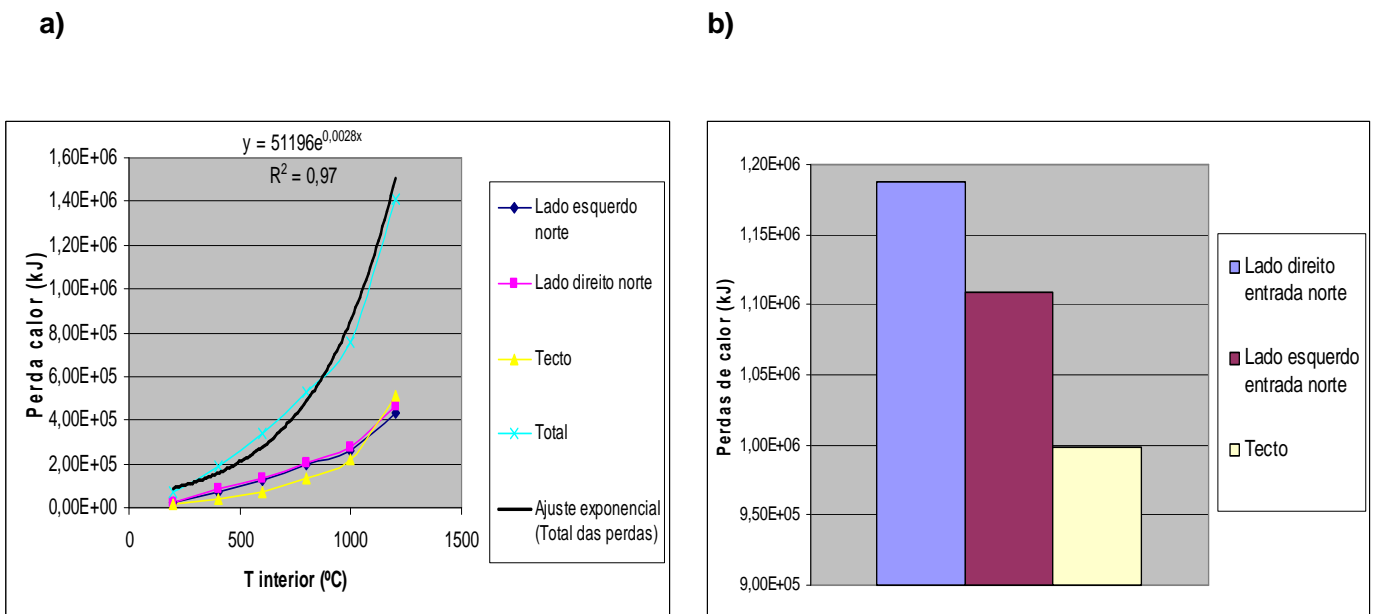 a)
b)
y = 51196e^0,0028x
R² = 0,97
Perda calor (kJ)
1,60E+06
1,40E+06
1,20E+06
1,00E+06
8,00E+05
6,00E+05
4,00E+05
2,00E+05
0,00E+00
0
500
1000
1500
T interior (ºC)
Lado esquerdo
norte
Lado direito norte
Tecto
Total
Ajuste exponencial
(Total das perdas)
Perdas de calor (kJ)
1,20E+06
1,15E+06
1,10E+06
1,05E+06
1,00E+06
9,50E+05
9,00E+05
Lado direito
entrada norte
Lado esquerdo
entrada norte
Tecto